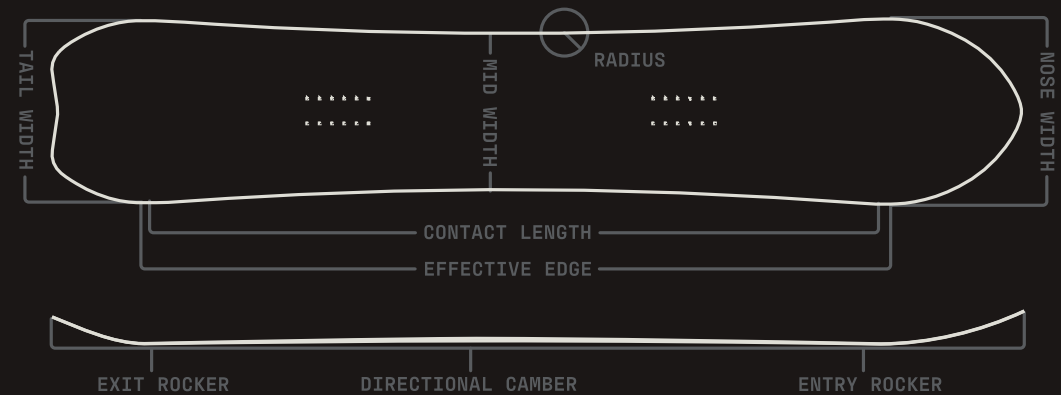 TAIL WIDTH
MID WIDTH
RADIUS
NOSE WIDTH
CONTACT LENGTH
EFFECTIVE EDGE
EXIT ROCKER
DIRECTIONAL CAMBER
ENTRY ROCKER